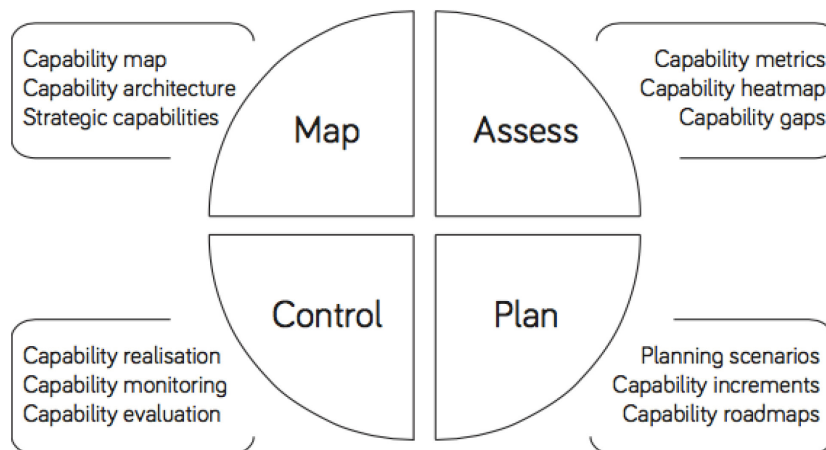 Capability map
Capability architecture
Strategic capabilities
Map
Assess
Capability metrics
Capability heatmap
Capability gaps
Control
Plan
Capability realisation
Capability monitoring
Capability evaluation
Planning scenarios
Capability increments
Capability roadmaps